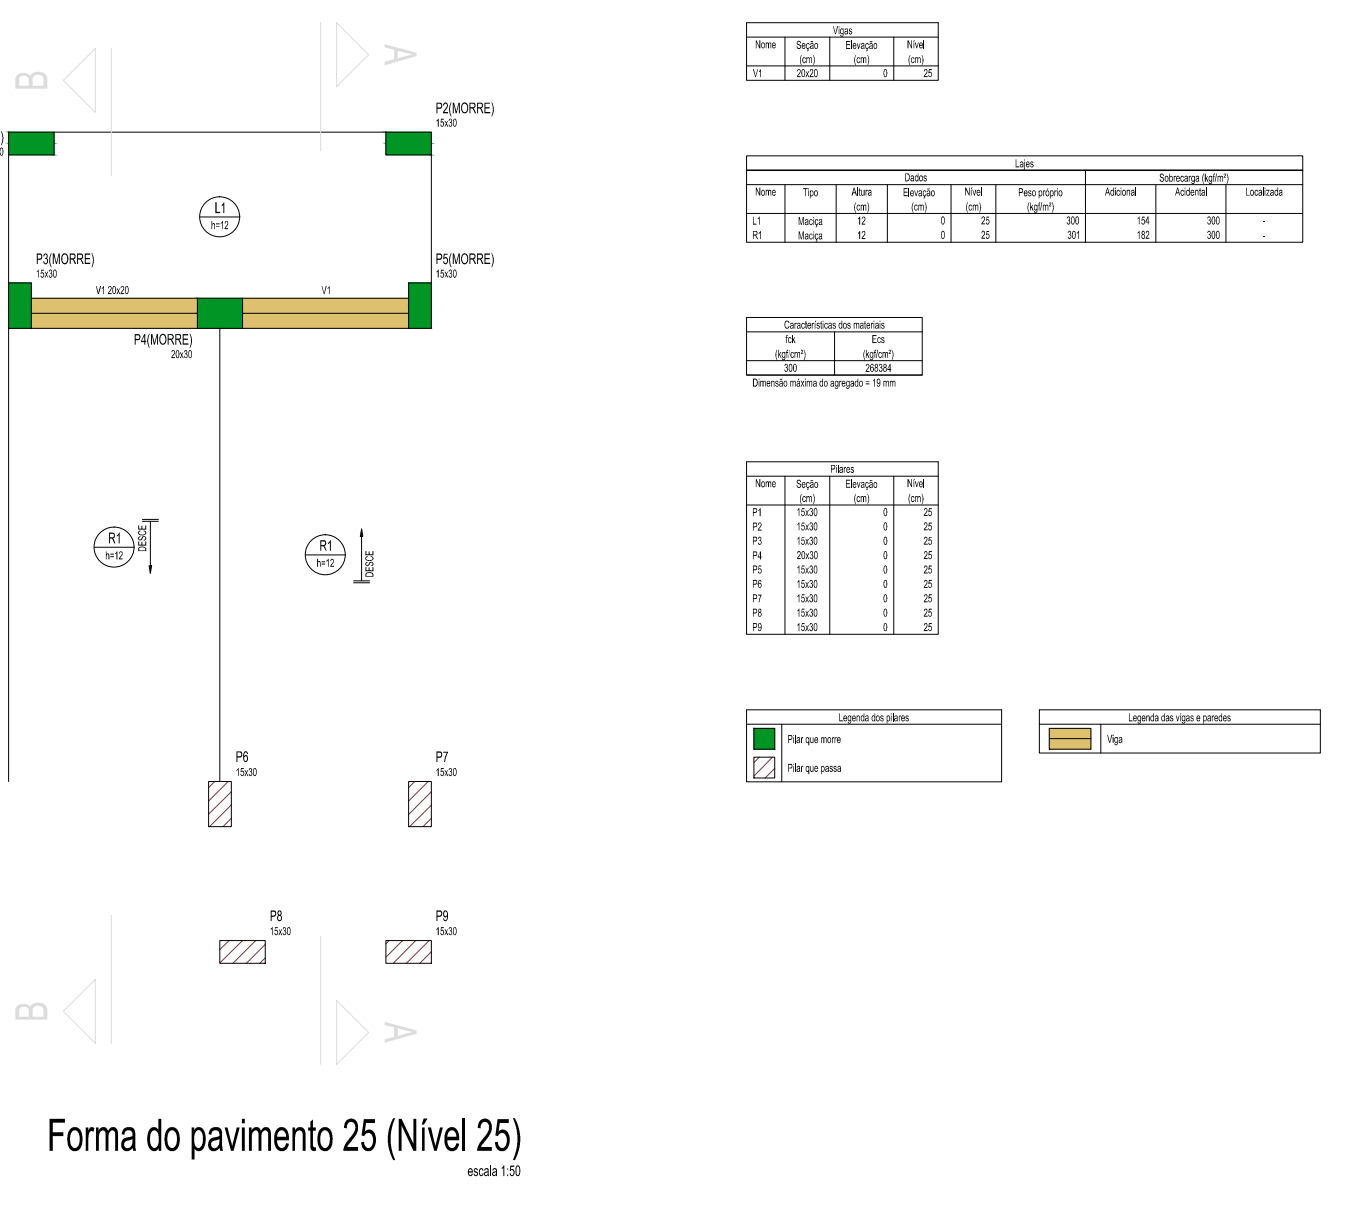 B
A
P2(MORRE)
15x30
)
0
L1
h=12
P3(MORRE)
15x30
P5(MORRE)
15x30
V1 20x20
V1
P4(MORRE)
20x30
R1
h=12
DESCE
R1
h=12
DESCE
P6
15x30
P7
15x30
P8
15x30
P9
15x30
B
A
Forma do pavimento 25 (Nível 25)
escala 1:50
Vigas
Nome Seção Elevação Nível
(cm) (cm) (cm)
V1 20x20 0 25
Lajes
Dados Sobrecarga (kgf/m²)
Nome Tipo Altura Elevação Nível Peso próprio Adicional Acidental Localizada
(cm) (cm) (cm) (kgf/m²)
L1 Maciça 12 0 25 300 154 300 -
R1 Maciça 12 0 25 301 182 300 -
Características dos materiais
fck Ecs
(kgf/cm²) (kgf/cm²)
300 268384
Dimensão máxima do agregado = 19 mm
Pilares
Nome Seção Elevação Nível
(cm) (cm) (cm)
P1 15x30 0 25
P2 15x30 0 25
P3 15x30 0 25
P4 20x30 0 25
P5 15x30 0 25
P6 15x30 0 25
P7 15x30 0 25
P8 15x30 0 25
P9 15x30 0 25
Legenda dos pilares
Pilar que morre
Pilar que passa
Legenda das vigas e paredes
Viga